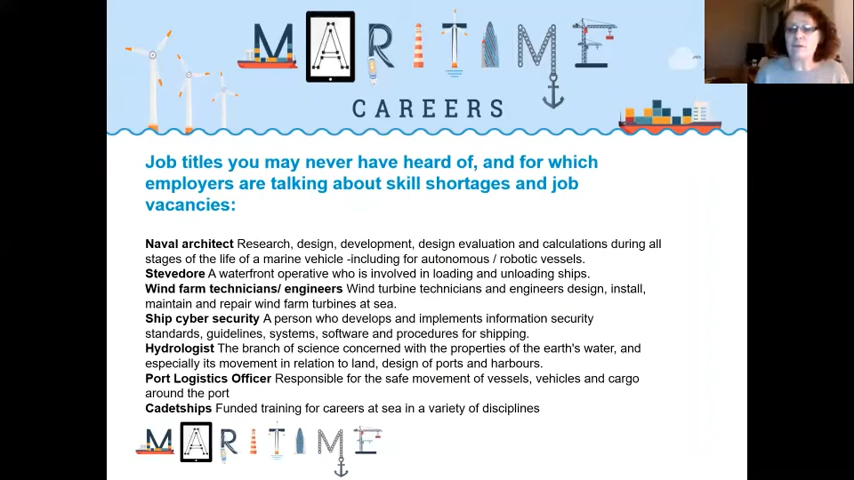 MARITIME
CAREERS
Job titles you may never have heard of, and for which
employers are talking about skill shortages and job
vacancies:
Naval architect Research, design, development, design evaluation and calculations during all
stages of the life of a marine vehicle -including for autonomous / robotic vessels.
Stevedore A waterfront operative who is involved in loading and unloading ships.
Wind farm technicians/ engineers Wind turbine technicians and engineers design, install,
maintain and repair wind farm turbines at sea.
Ship cyber security A person who develops and implements information security
standards, guidelines, systems, software and procedures for shipping.
Hydrologist The branch of science concerned with the properties of the earth's water, and
especially its movement in relation to land, design of ports and harbours.
Port Logistics Officer Responsible for the safe movement of vessels, vehicles and cargo
around the port
Cadetships Funded training for careers at sea in a variety of disciplines
MARITIME